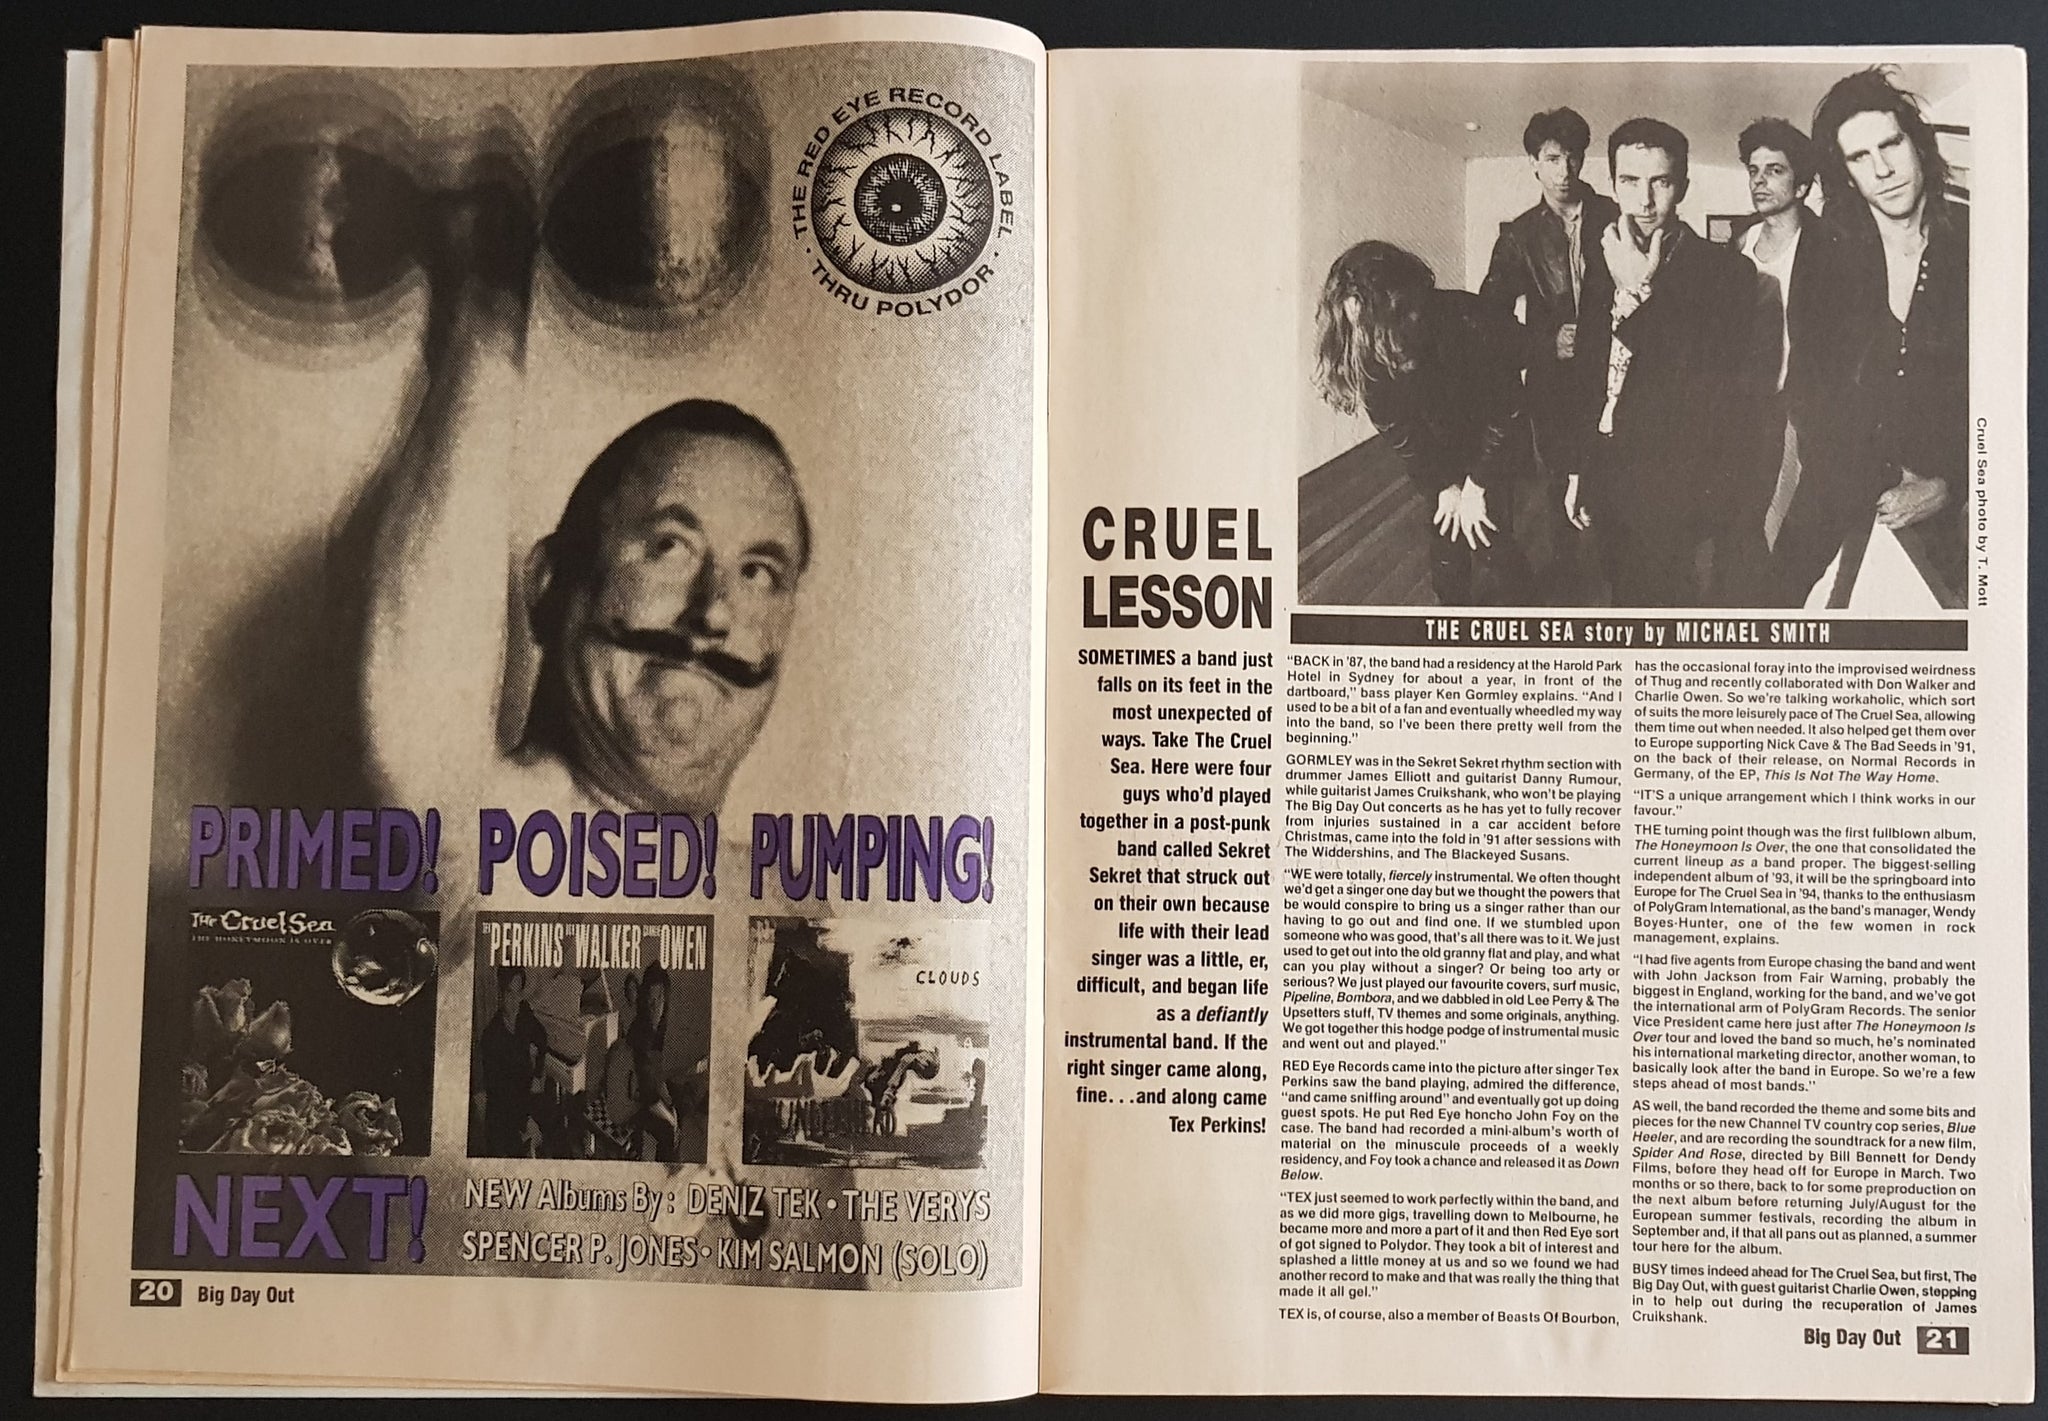 THE RED EYE RECORD LABEL
· THRU POLYDOR ·
PRIMED! POISED! PUMPING!
THE CRUEL SEA
THE HONEYMOON IS OVER
PERKINS WALKER OWEN
CLOUDS
THUNDERHEAD
NEXT!
NEW Albums By: DENIZ TEK • THE VERYS
SPENCER P. JONES • KIM SALMON (SOLO)
20 Big Day Out
Cruel Sea photo by T. Mott
CRUEL
LESSON
THE CRUEL SEA story by MICHAEL SMITH
SOMETIMES a band just
falls on its feet in the
most unexpected of
ways. Take The Cruel
Sea. Here were four
guys who'd played
together in a post-punk
band called Sekret
Sekret that struck out
on their own because
life with their lead
singer was a little, er,
difficult, and began life
as a defiantly
instrumental band. If the
right singer came along,
fine. . .and along came
Tex Perkins!
“BACK in '87, the band had a residency at the Harold Park
Hotel in Sydney for about a year, in front of the
dartboard,” bass player Ken Gormley explains. “And I
used to be a bit of a fan and eventually wheedled my way
into the band, so I've been there pretty well from the
beginning.”
GORMLEY was in the Sekret Sekret rhythm section with
drummer James Elliott and guitarist Danny Rumour,
while guitarist James Cruikshank, who won't be playing
The Big Day Out concerts as he has yet to fully recover
from injuries sustained in a car accident before
Christmas, came into the fold in '91 after sessions with
The Widdershins, and The Blackeyed Susans.
“WE were totally, fiercely instrumental. We often thought
we'd get a singer one day but we thought the powers that
be would conspire to bring us a singer rather than our
having to go out and find one. If we stumbled upon
someone who was good, that's all there was to it. We just
used to get out into the old granny flat and play, and what
can you play without a singer? Or being too arty or
serious? We just played our favourite covers, surf music,
Pipeline, Bombora, and we dabbled in old Lee Perry & The
Upsetters stuff, TV themes and some originals, anything.
We got together this hodge podge of instrumental music
and went out and played.”
RED Eye Records came into the picture after singer Tex
Perkins saw the band playing, admired the difference,
“and came sniffing around” and eventually got up doing
guest spots. He put Red Eye honcho John Foy on the
case. The band had recorded a mini-album's worth of
material on the minuscule proceeds of a weekly
residency, and Foy took a chance and released it as Down
Below.
“TEX just seemed to work perfectly within the band, and
as we did more gigs, travelling down to Melbourne, he
became more and more a part of it and then Red Eye sort
of got signed to Polydor. They took a bit of interest and
splashed a little money at us and so we found we had
another record to make and that was really the thing that
made it all gel.”
TEX is, of course, also a member of Beasts Of Bourbon,
has the occasional foray into the improvised weirdness
of Thug and recently collaborated with Don Walker and
Charlie Owen. So we're talking workaholic, which sort
of suits the more leisurely pace of The Cruel Sea, allowing
them time out when needed. It also helped get them over
to Europe supporting Nick Cave & The Bad Seeds in '91,
on the back of their release, on Normal Records in
Germany, of the EP, This Is Not The Way Home.
“IT'S a unique arrangement which I think works in our
favour.”
THE turning point though was the first fullblown album,
The Honeymoon Is Over, the one that consolidated the
current lineup as a band proper. The biggest-selling
independent album of '93, it will be the springboard into
Europe for The Cruel Sea in '94, thanks to the enthusiasm
of PolyGram International, as the band's manager, Wendy
Boyes-Hunter, one of the few women in rock
management, explains.
“I had five agents from Europe chasing the band and went
with John Jackson from Fair Warning, probably the
biggest in England, working for the band, and we've got
the international arm of PolyGram Records. The senior
Vice President came here just after The Honeymoon Is
Over tour and loved the band so much, he's nominated
his international marketing director, another woman, to
basically look after the band in Europe. So we're a few
steps ahead of most bands.”
AS well, the band recorded the theme and some bits and
pieces for the new Channel TV country cop series, Blue
Heeler, and are recording the soundtrack for a new film,
Spider And Rose, directed by Bill Bennett for Dendy
Films, before they head off for Europe in March. Two
months or so there, back to for some preproduction on
the next album before returning July/August for the
European summer festivals, recording the album in
September and, if that all pans out as planned, a summer
tour here for the album.
BUSY times indeed ahead for The Cruel Sea, but first, The
Big Day Out, with guest guitarist Charlie Owen, stepping
in to help out during the recuperation of James
Cruikshank.
Big Day Out 21